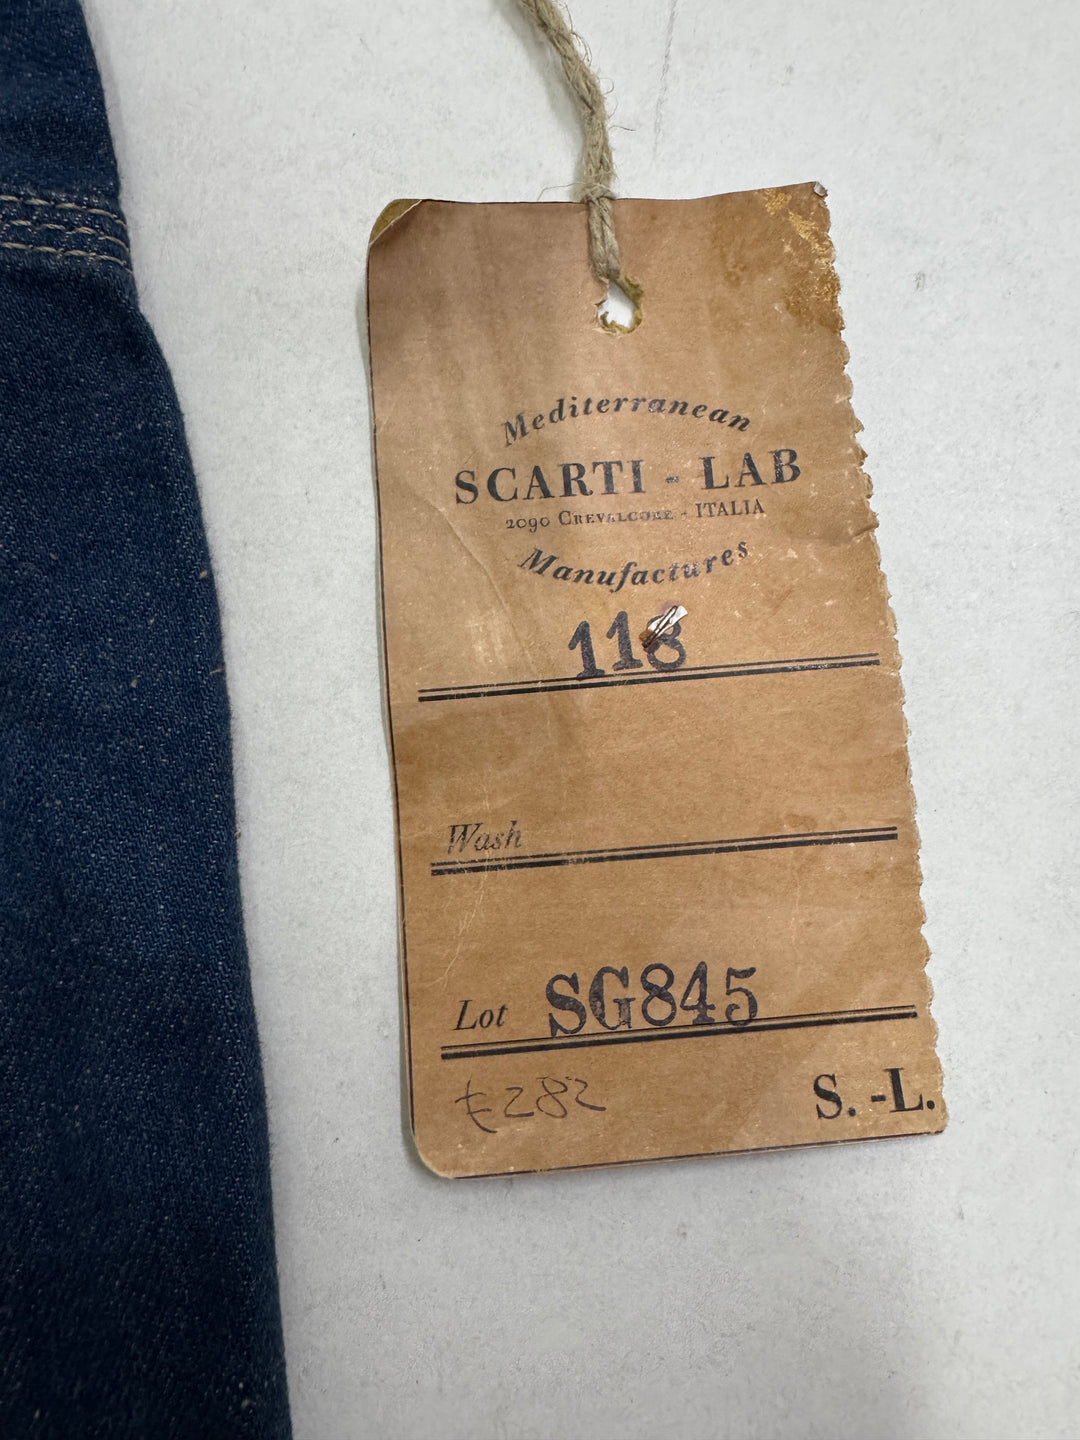 Mediterranean
SCARTI - LAB
2090 CREVALCORE - ITALIA
Manufactures
118
Wash
Lot SG845
€282
S.-L.